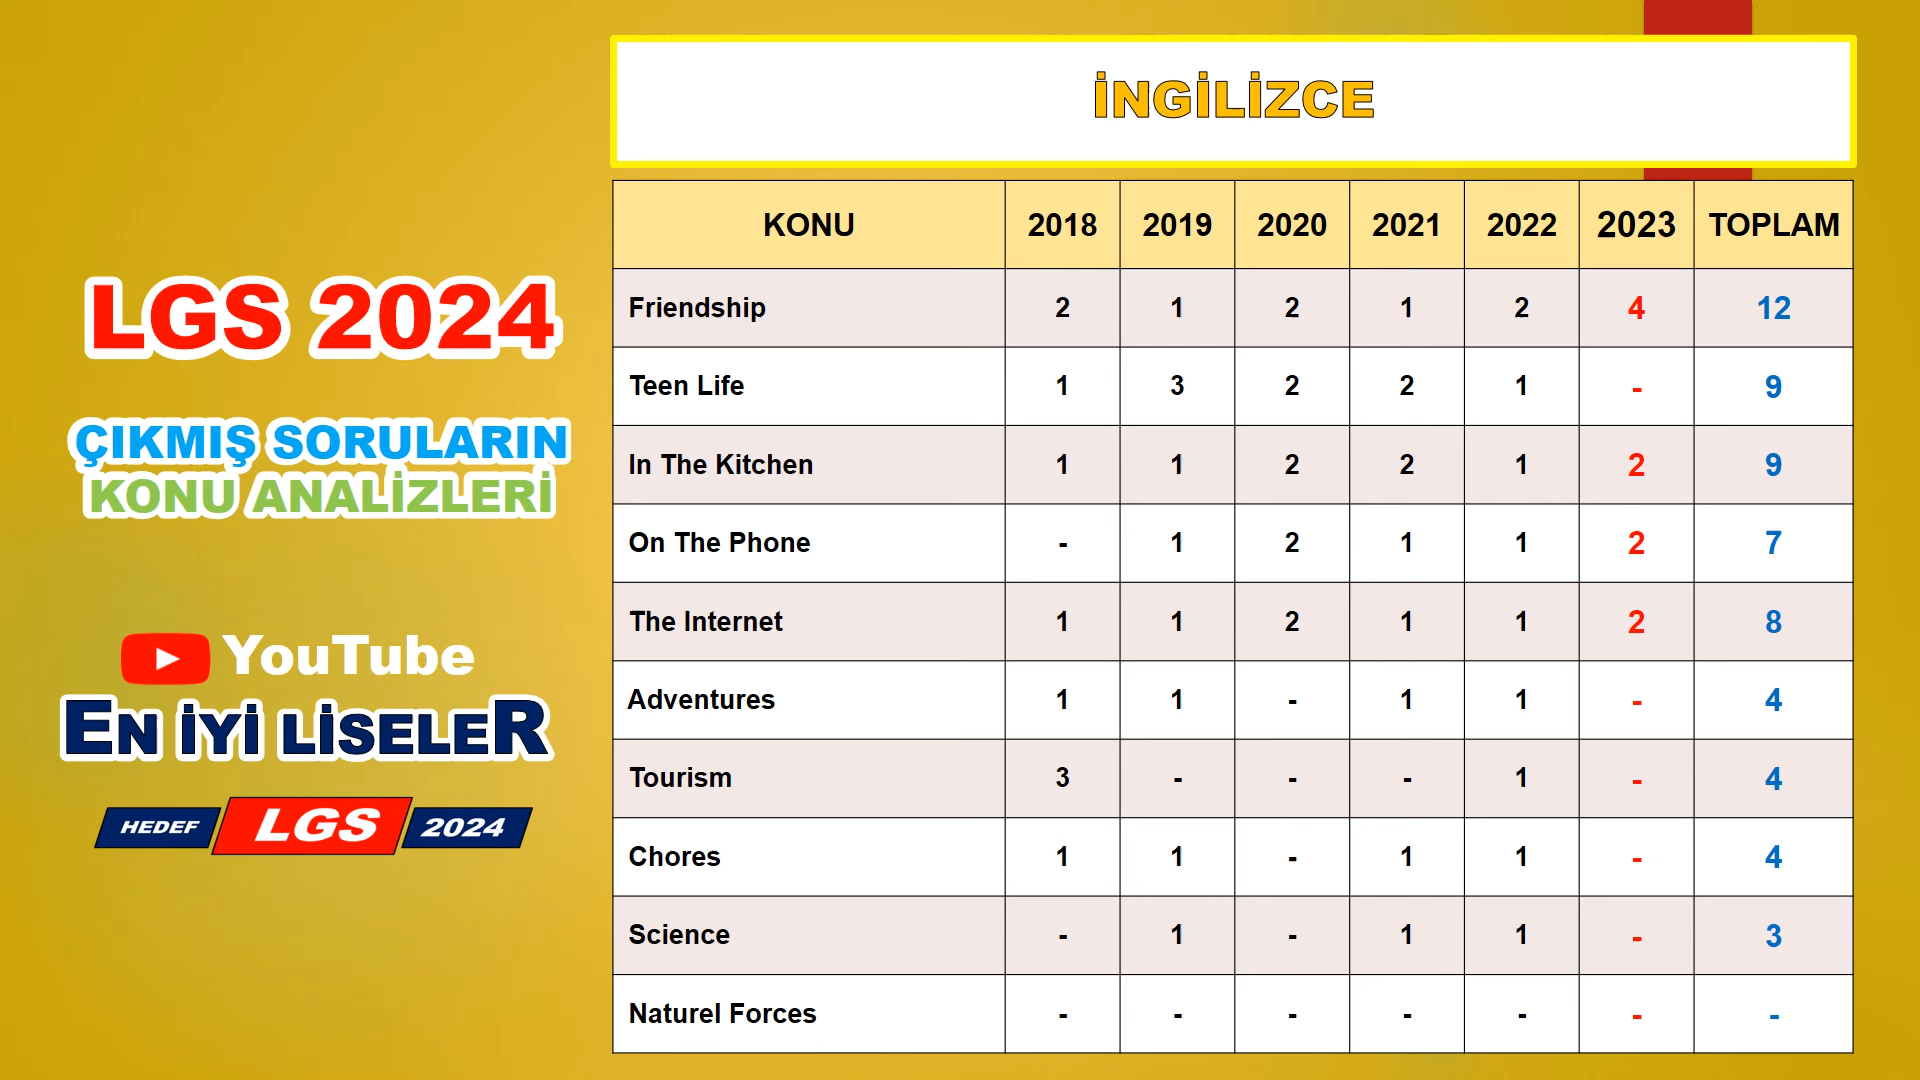 İNGİLİZCE
LGS 2024
ÇIKMIŞ SORULARIN
KONU ANALİZLERİ
YouTube
EN İYİ LİSELER
HEDEF LGS 2024
KONU 2018 2019 2020 2021 2022 2023 TOPLAM
Friendship 2 1 2 1 2 4 12
Teen Life 1 3 2 2 1 - 9
In The Kitchen 1 1 2 2 1 2 9
On The Phone - 1 2 1 1 2 7
The Internet 1 1 2 1 1 2 8
Adventures 1 1 - 1 1 - 4
Tourism 3 - - - 1 - 4
Chores 1 1 - 1 1 - 4
Science - 1 - 1 1 - 3
Naturel Forces - - - - - - -